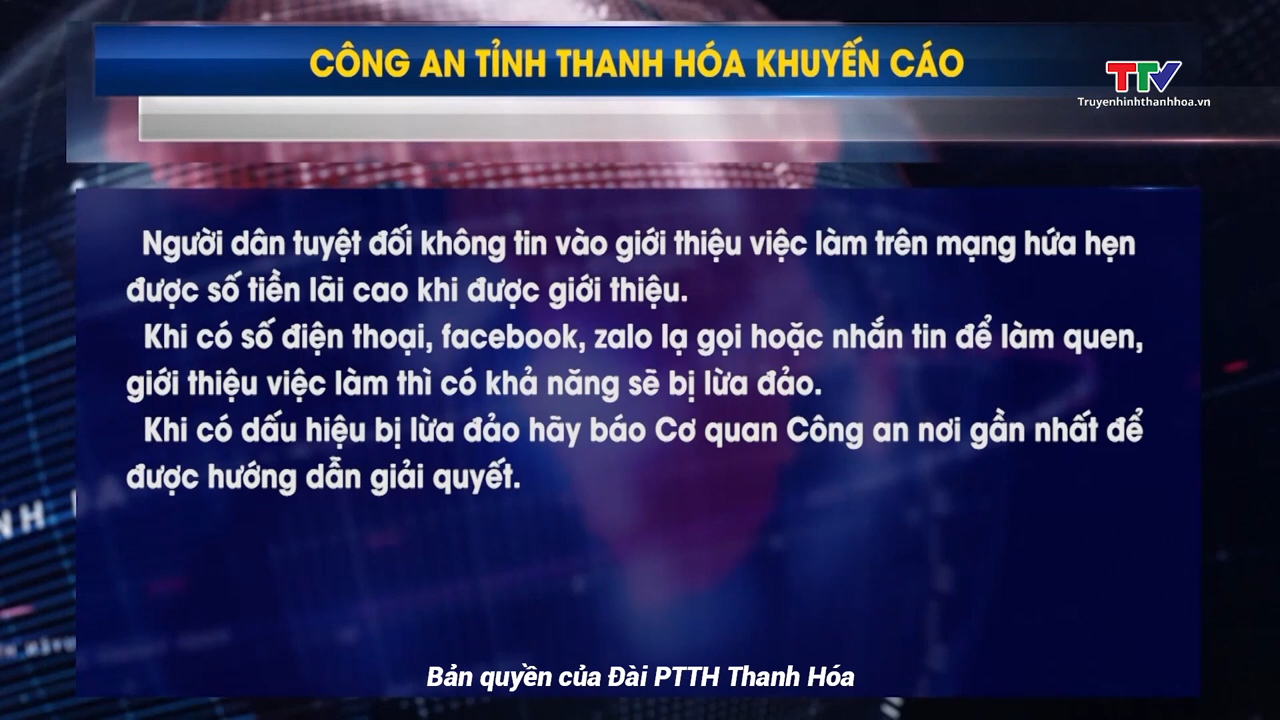 CÔNG AN TỈNH THANH HÓA KHUYẾN CÁO
TTV
Truyenhinhthanhhoa.vn
Người dân tuyệt đối không tin vào giới thiệu việc làm trên mạng hứa hẹn
được số tiền lãi cao khi được giới thiệu.
Khi có số điện thoại, facebook, zalo lạ gọi hoặc nhắn tin để làm quen,
giới thiệu việc làm thì có khả năng sẽ bị lừa đảo.
Khi có dấu hiệu bị lừa đảo hãy báo Cơ quan Công an nơi gần nhất để
được hướng dẫn giải quyết.
Bản quyền của Đài PTTH Thanh Hóa